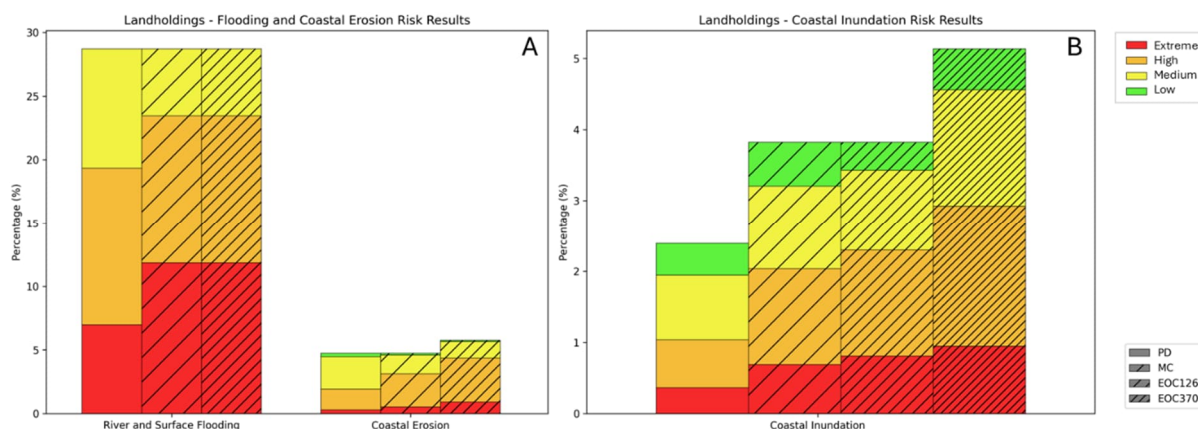 Landholdings - Flooding and Coastal Erosion Risk Results
A
Percentage (%)
30
25
20
15
10
5
0
River and Surface Flooding
Coastal Erosion
Landholdings - Coastal Inundation Risk Results
B
Percentage (%)
5
4
3
2
1
0
Coastal Inundation
Extreme
High
Medium
Low
PD
MC
EOC126
EOC370